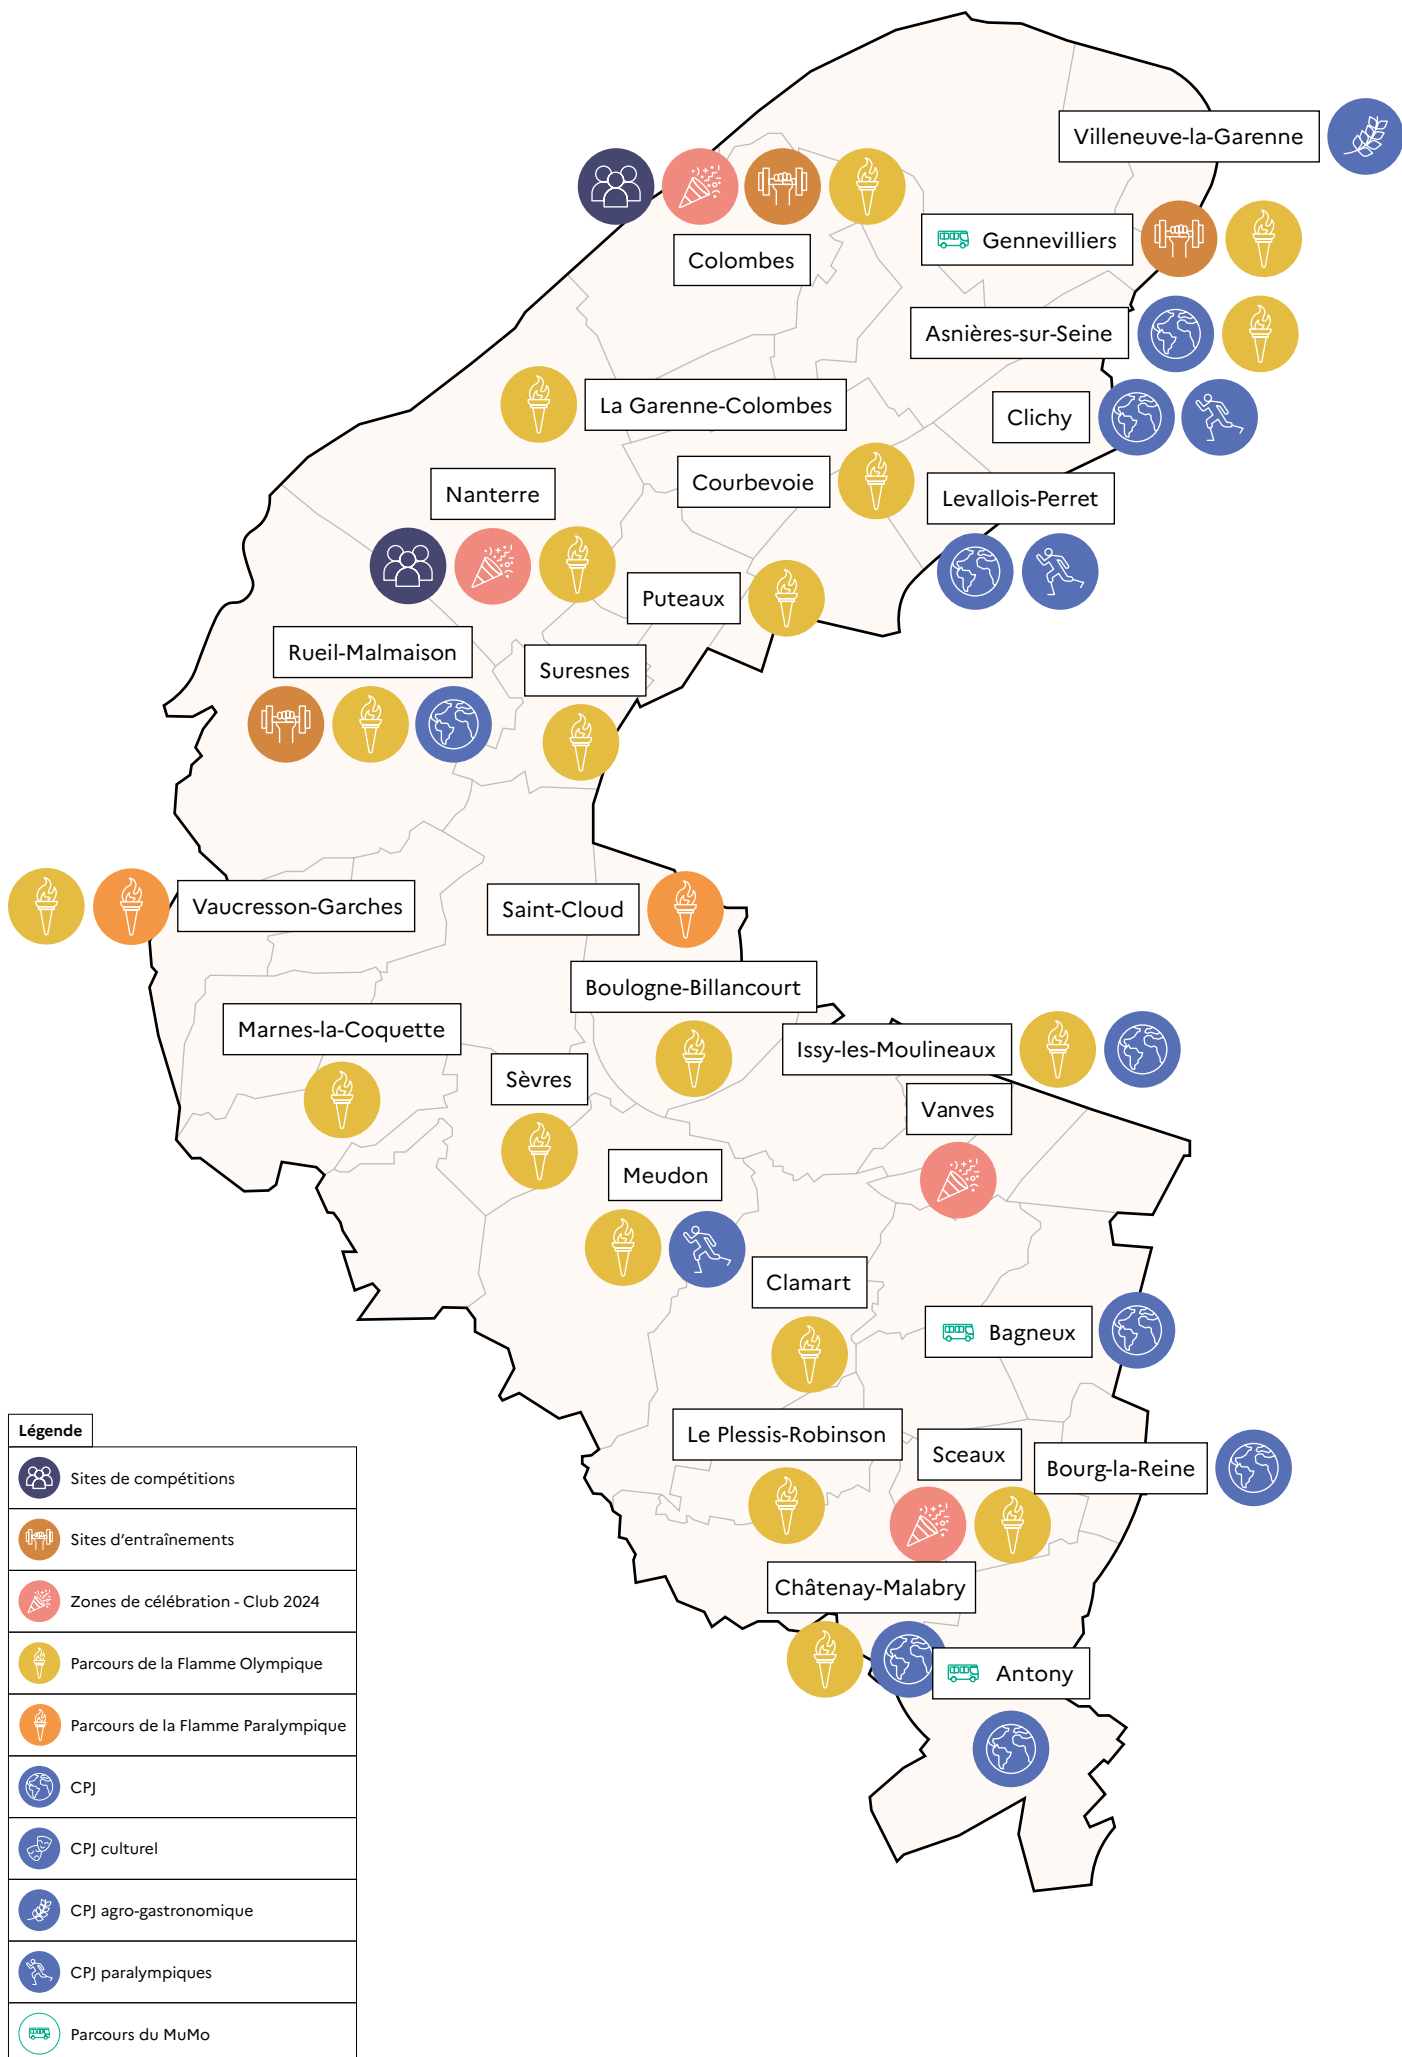 Villeneuve-la-Garenne
Gennevilliers
Colombes
Asnières-sur-Seine
La Garenne-Colombes
Clichy
Courbevoie
Nanterre
Levallois-Perret
Puteaux
Rueil-Malmaison
Suresnes
Vaucresson-Garches
Saint-Cloud
Boulogne-Billancourt
Marnes-la-Coquette
Issy-les-Moulineaux
Sèvres
Vanves
Meudon
Clamart
Bagneux
Le Plessis-Robinson
Sceaux
Bourg-la-Reine
Châtenay-Malabry
Antony
Légende
Sites de compétitions
Sites d'entraînements
Zones de célébration - Club 2024
Parcours de la Flamme Olympique
Parcours de la Flamme Paralympique
CPJ
CPJ culturel
CPJ agro-gastronomique
CPJ paralympiques
Parcours du MuMo